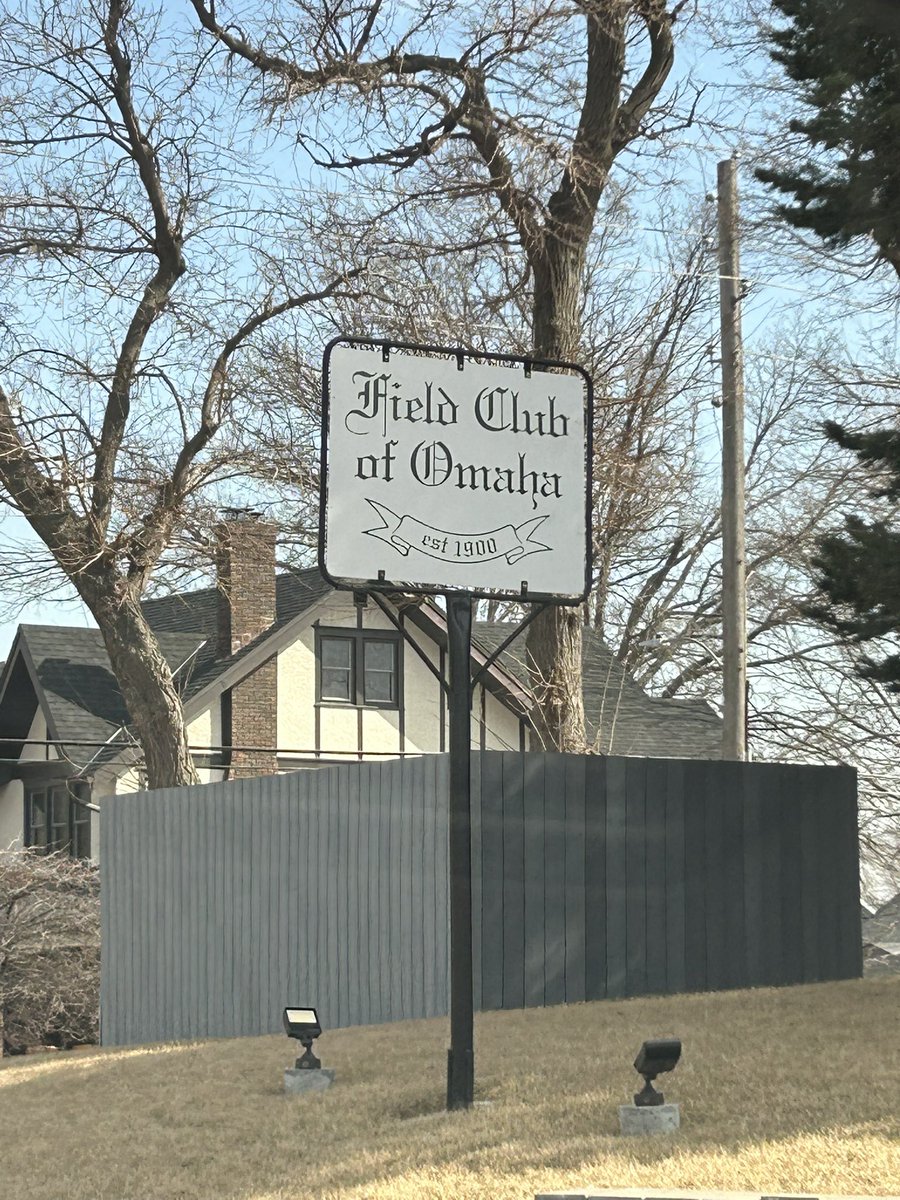 Field Club
of Omaha
est 1900